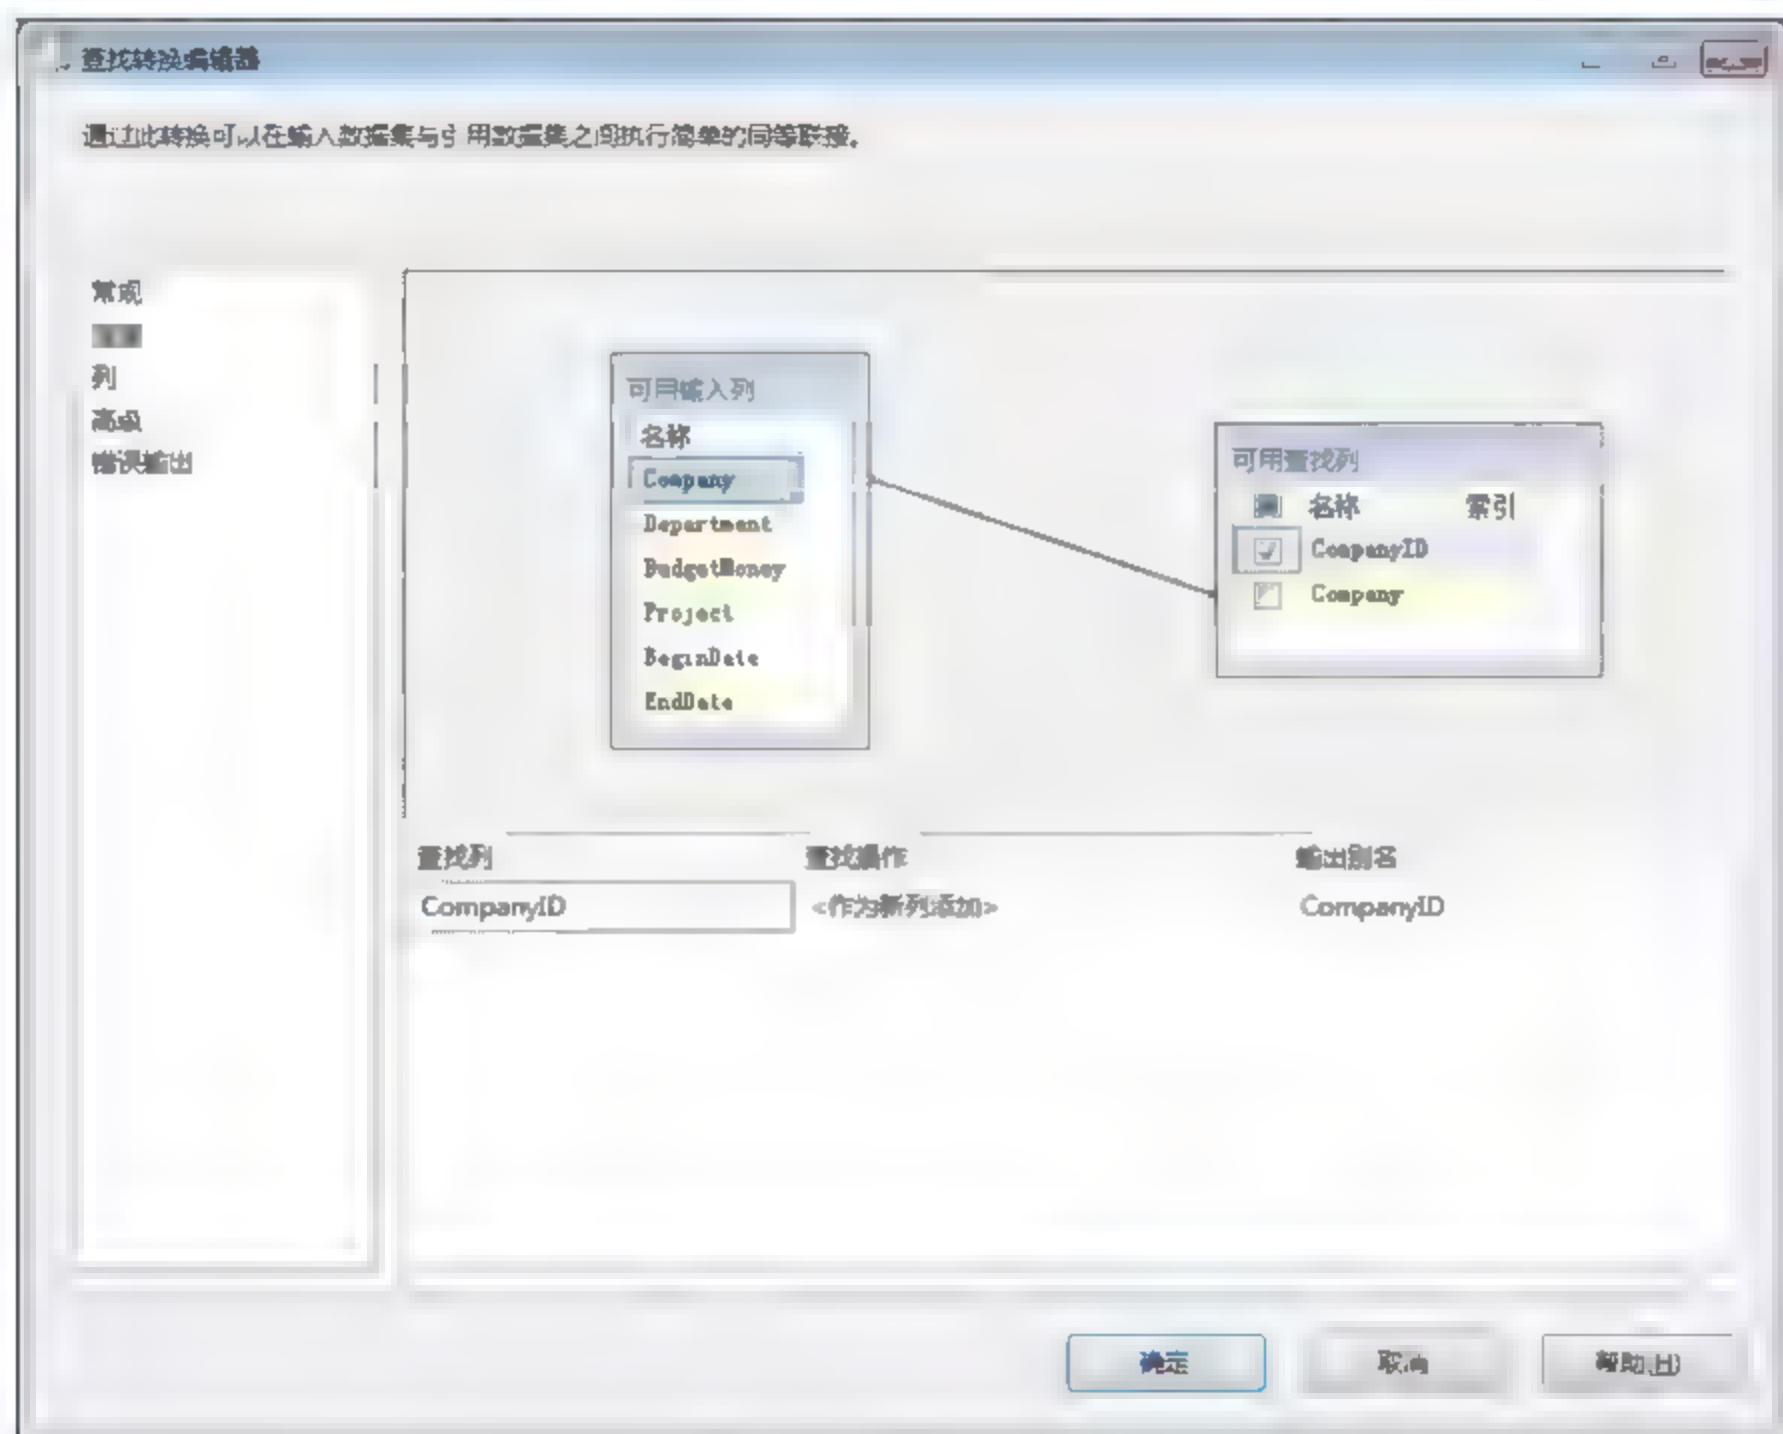 查找转换编辑器
通过此转换可以在输入数据集与引用数据集之间执行简单的同等联接。
常规
列
高级
错误输出
可用输入列
名称
Company
Department
BudgetMoney
Project
BeginDate
EndDate
可用查找列
名称 索引
CompanyID
Company
查找列 查找操作 输出别名
CompanyID <作为新列添加> CompanyID
确定 取消 帮助(H)